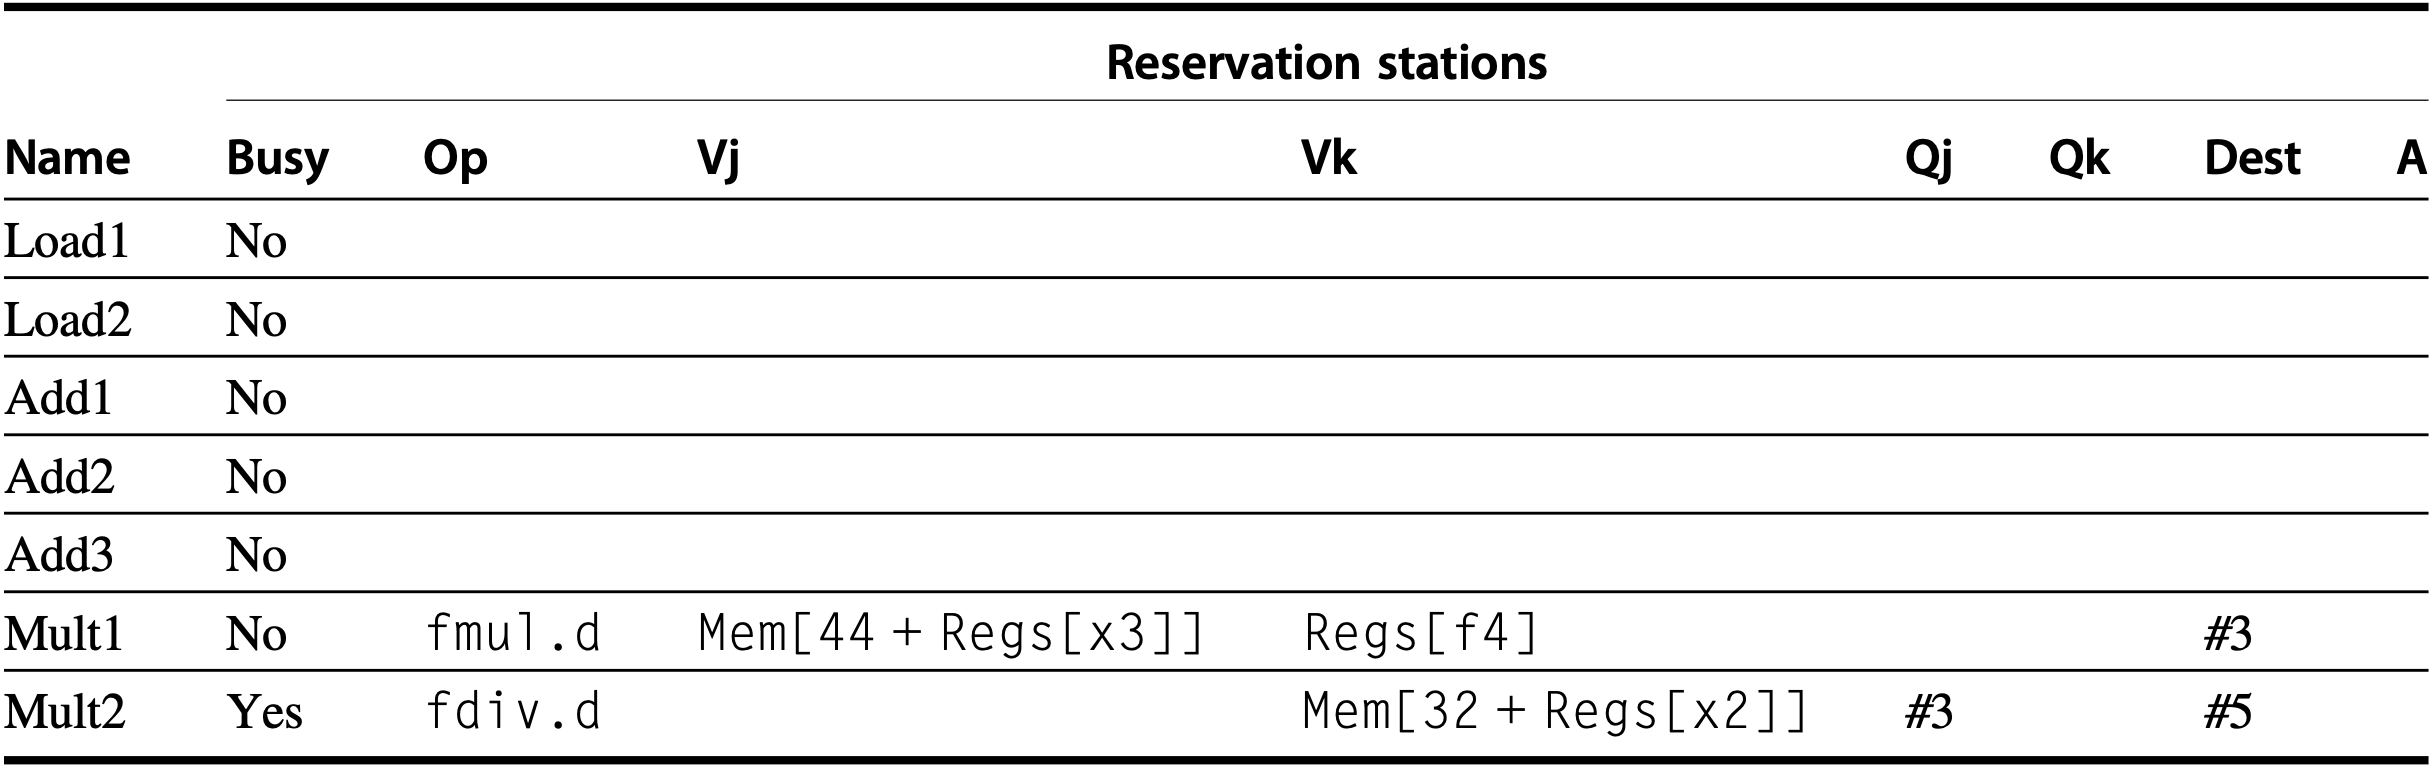 Reservation stations
Name Busy Op Vj Vk Qj Qk Dest A
Load1 No
Load2 No
Add1 No
Add2 No
Add3 No
Mult1 No fmul.d Mem[44 + Regs[x3]] Regs[f4] #3
Mult2 Yes fdiv.d Mem[32 + Regs[x2]] #3 #5